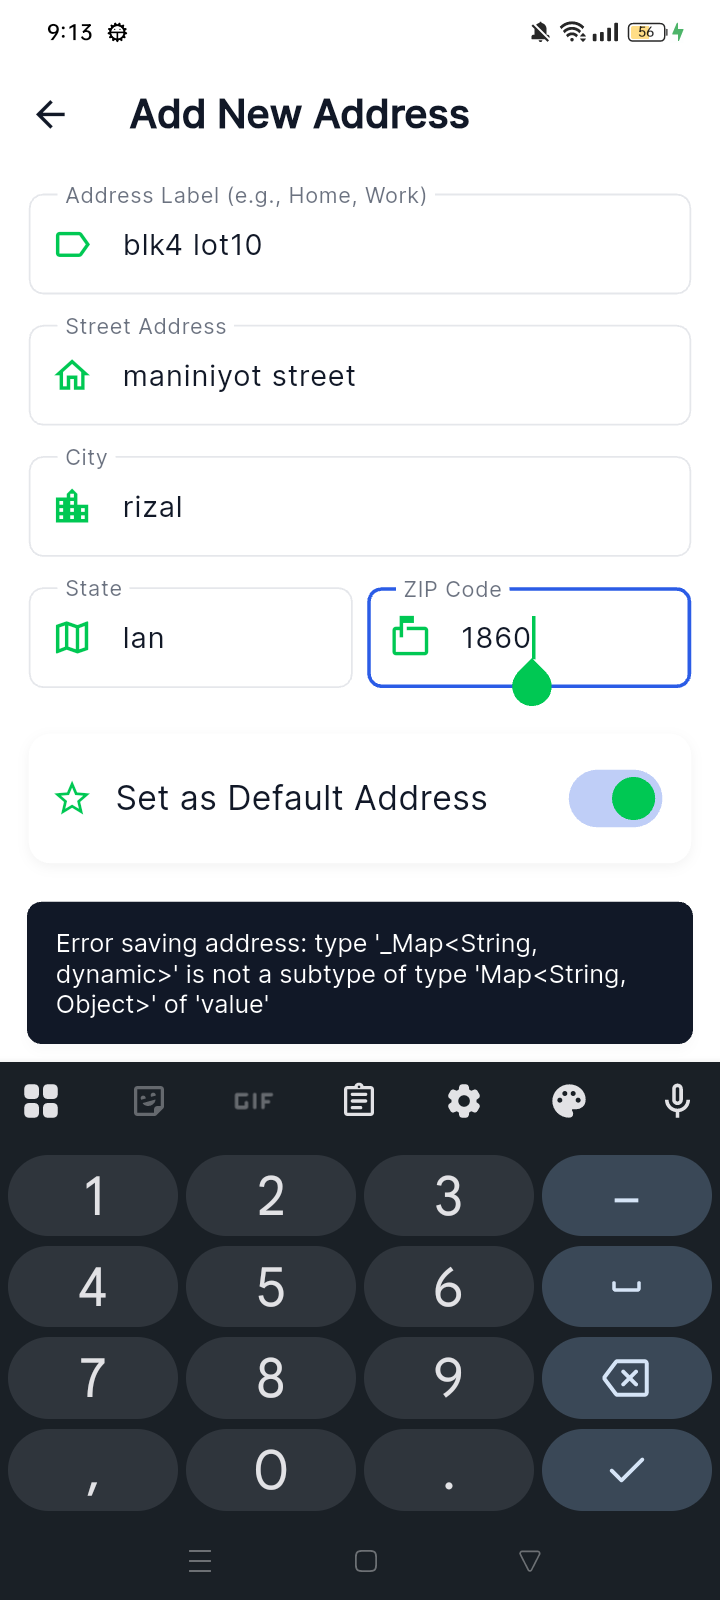 9:13
56
Add New Address
Address Label (e.g., Home, Work)
blk4 lot10
Street Address
maniniyot street
City
rizal
State
lan
ZIP Code
1860
Set as Default Address
Error saving address: type '_Map<String,
dynamic>' is not a subtype of type 'Map<String,
Object>' of 'value'
GIF
1 2 3 –
4 5 6
7 8 9
, 0 .